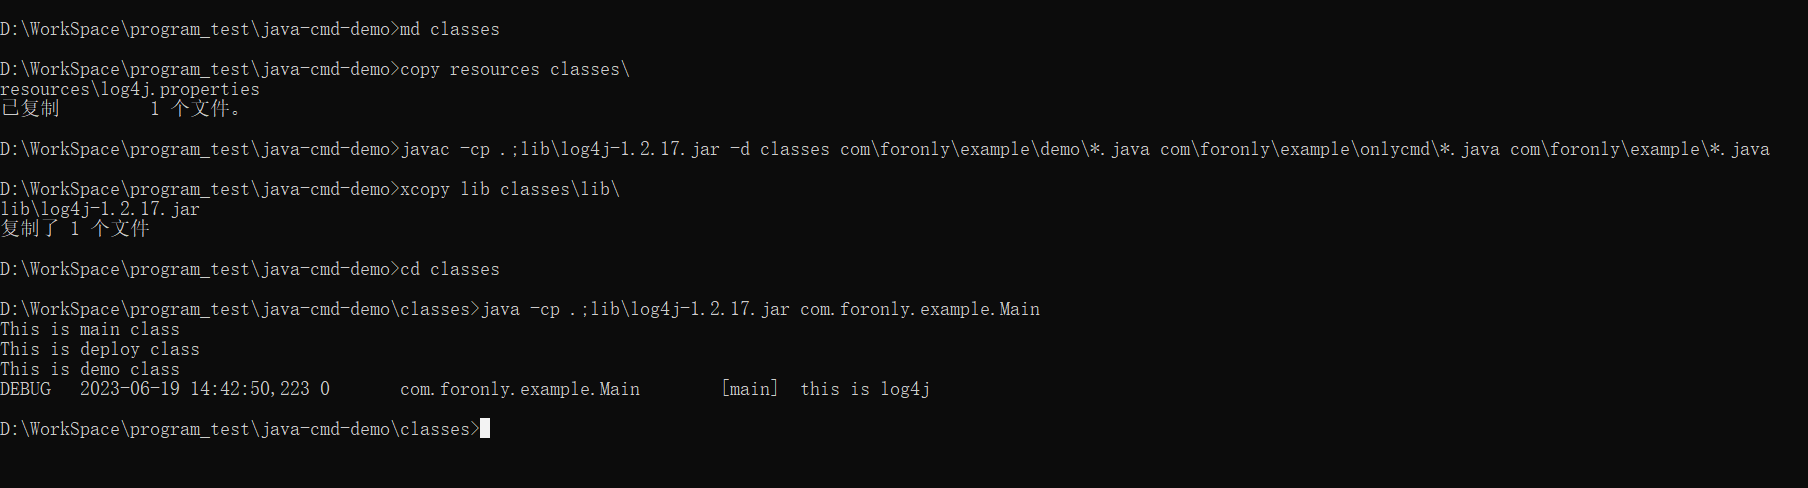 D:\WorkSpace\program_test\java-cmd-demo>md classes
D:\WorkSpace\program_test\java-cmd-demo>copy resources classes\
resources\log4j.properties
已复制         1 个文件。
D:\WorkSpace\program_test\java-cmd-demo>javac -cp .;lib\log4j-1.2.17.jar -d classes com\foronly\example\demo\*.java com\foronly\example\onlycmd\*.java com\foronly\example\*.java
D:\WorkSpace\program_test\java-cmd-demo>xcopy lib classes\lib\
lib\log4j-1.2.17.jar
复制了 1 个文件
D:\WorkSpace\program_test\java-cmd-demo>cd classes
D:\WorkSpace\program_test\java-cmd-demo\classes>java -cp .;lib\log4j-1.2.17.jar com.foronly.example.Main
This is main class
This is deploy class
This is demo class
DEBUG   2023-06-19 14:42:50,223 0       com.foronly.example.Main        [main]  this is log4j
D:\WorkSpace\program_test\java-cmd-demo\classes>